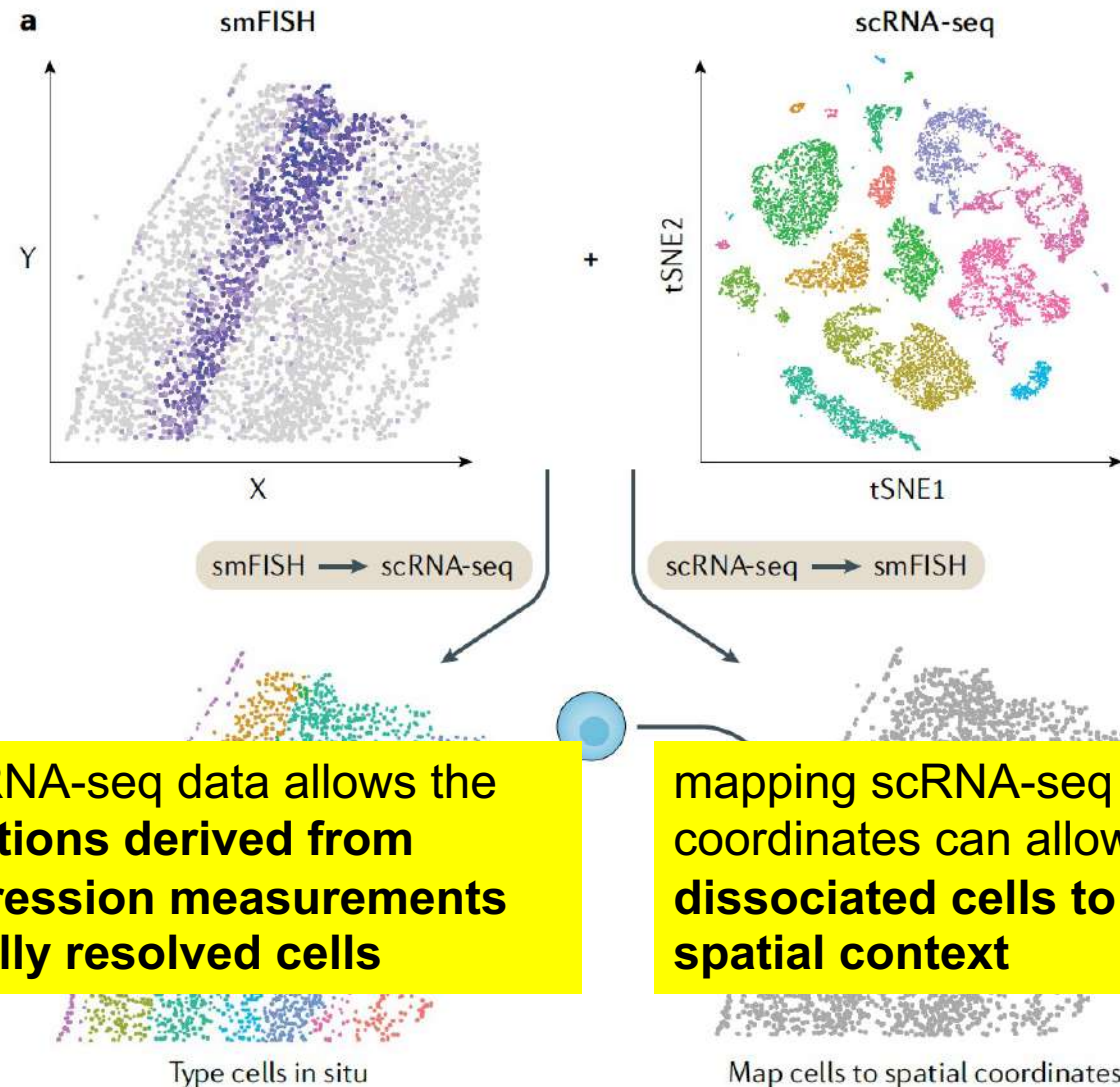 a
smFISH
scRNA-seq
Y
X
+
tSNE2
tSNE1
smFISH → scRNA-seq
scRNA-seq → smFISH
RNA-seq data allows the
tions derived from
ression measurements
lly resolved cells
mapping scRNA-seq
coordinates can allow
dissociated cells to
spatial context
Type cells in situ
Map cells to spatial coordinates